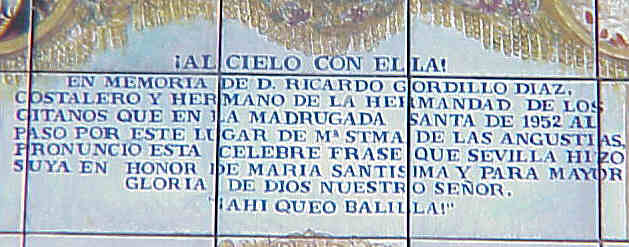 ¡AL CIELO CON ELLA!
EN MEMORIA DE D. RICARDO GORDILLO DIAZ,
COSTALERO Y HERMANO DE LA HERMANDAD DE LOS
GITANOS QUE EN LA MADRUGADA SANTA DE 1952 AL
PASO POR ESTE LUGAR DE Mª STMA DE LAS ANGUSTIAS,
PRONUNCIO ESTA CELEBRE FRASE QUE SEVILLA HIZO
SUYA EN HONOR DE MARIA SANTISIMA Y PARA MAYOR
GLORIA DE DIOS NUESTRO SEÑOR.
"¡AHI QUEO BALILLA!"